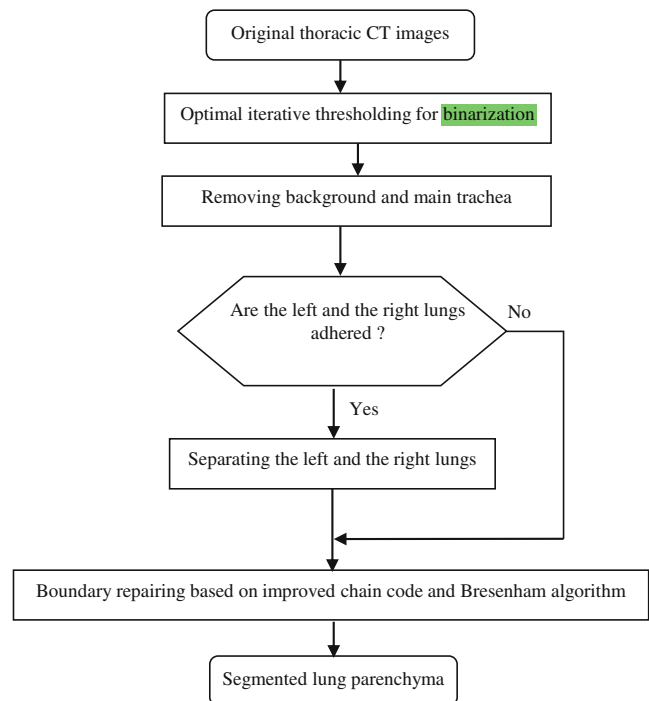 Original thoracic CT images
Optimal iterative thresholding for binarization
Removing background and main trachea
Are the left and the right lungs
adhered ?
No
Yes
Separating the left and the right lungs
Boundary repairing based on improved chain code and Bresenham algorithm
Segmented lung parenchyma